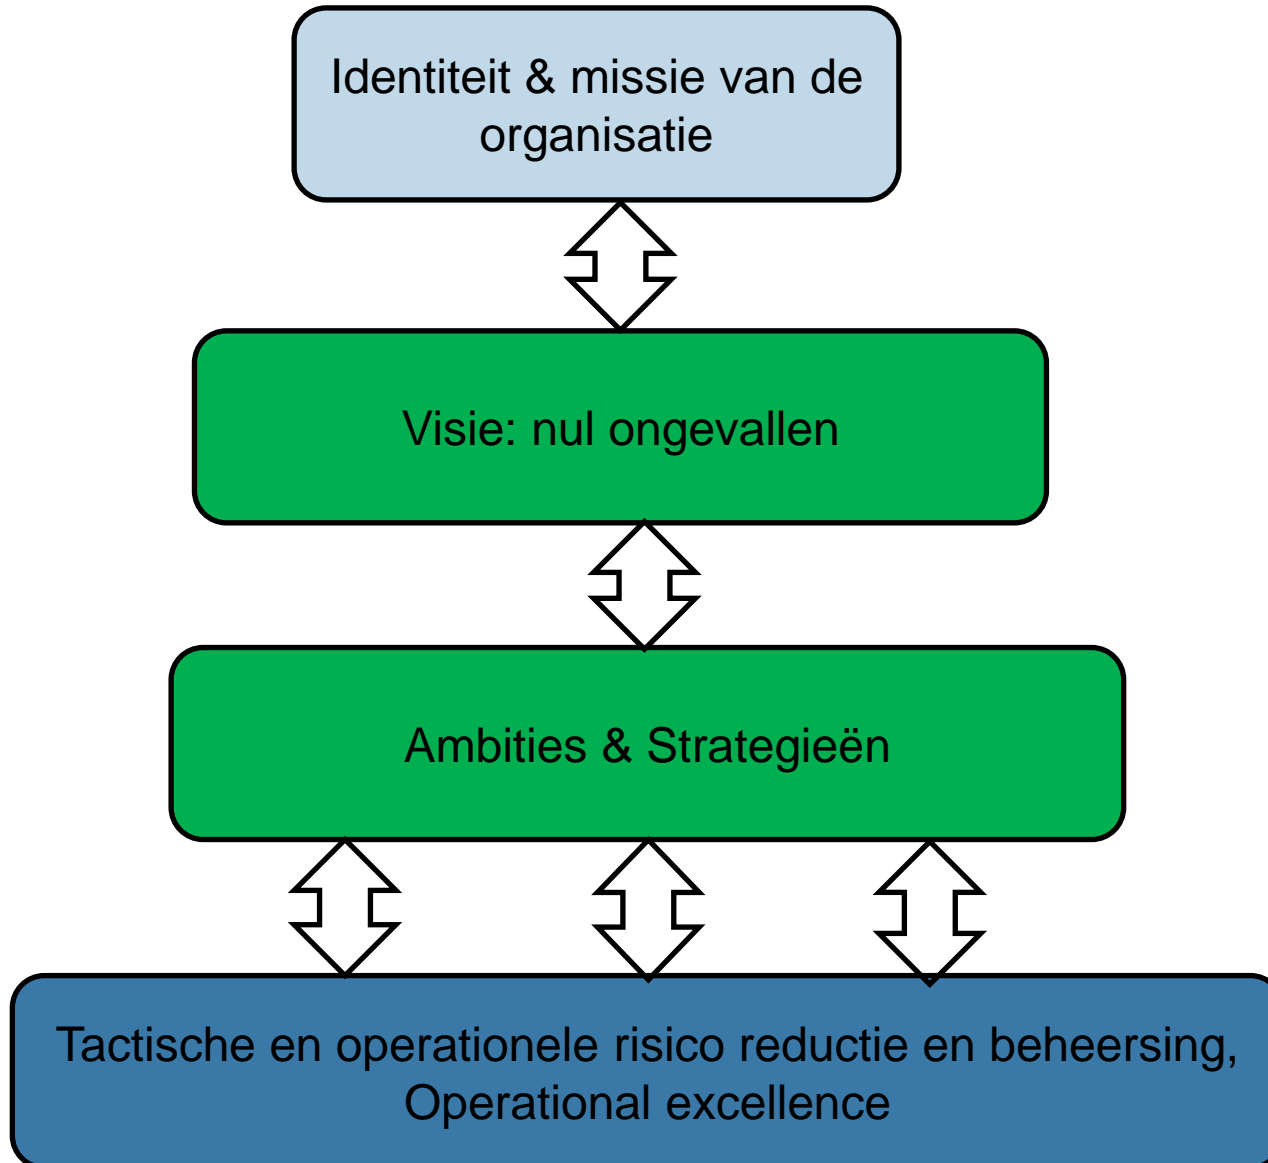 Identiteit & missie van de
organisatie
Visie: nul ongevallen
Ambities & Strategieën
Tactische en operationele risico reductie en beheersing,
Operational excellence